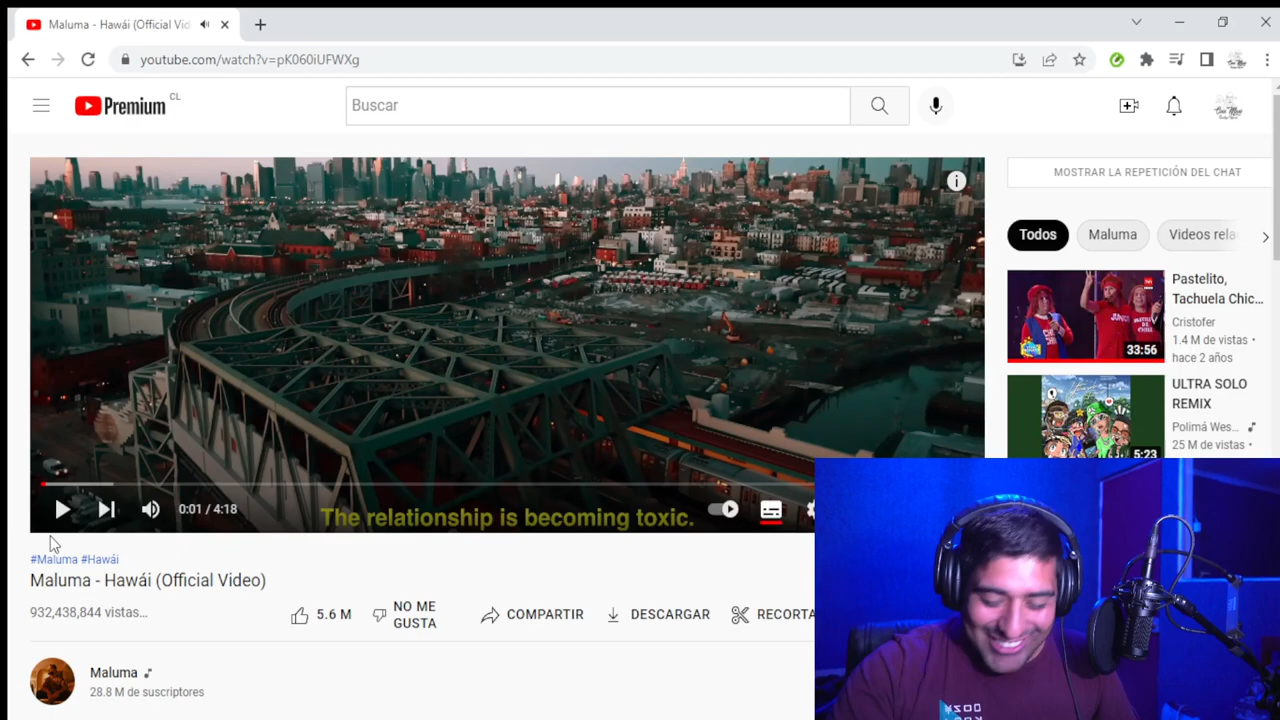 Maluma - Hawái (Official Vid
youtube.com/watch?v=pK060iUFWXg
Premium CL
Buscar
MOSTRAR LA REPETICIÓN DEL CHAT
Todos
Maluma
Videos rela
Pastelito,
Tachuela Chic...
Cristofer
1.4 M de vistas •
hace 2 años
33:56
ULTRA SOLO
REMIX
Polimá Wes...
25 M de vistas •
5:23
0:01 / 4:18
The relationship is becoming toxic.
#Maluma #Hawái
Maluma - Hawái (Official Video)
932,438,844 vistas...
5.6 M
NO ME
GUSTA
COMPARTIR
DESCARGAR
RECORTA
Maluma
28.8 M de suscriptores